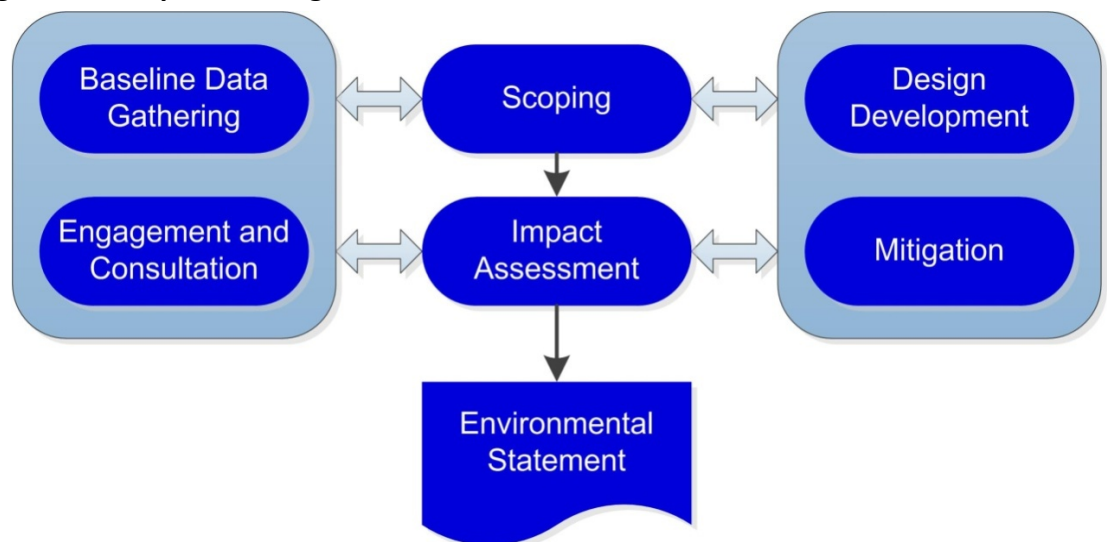 Baseline Data
Gathering
Scoping
Design
Development
Engagement and
Consultation
Impact
Assessment
Mitigation
Environmental
Statement